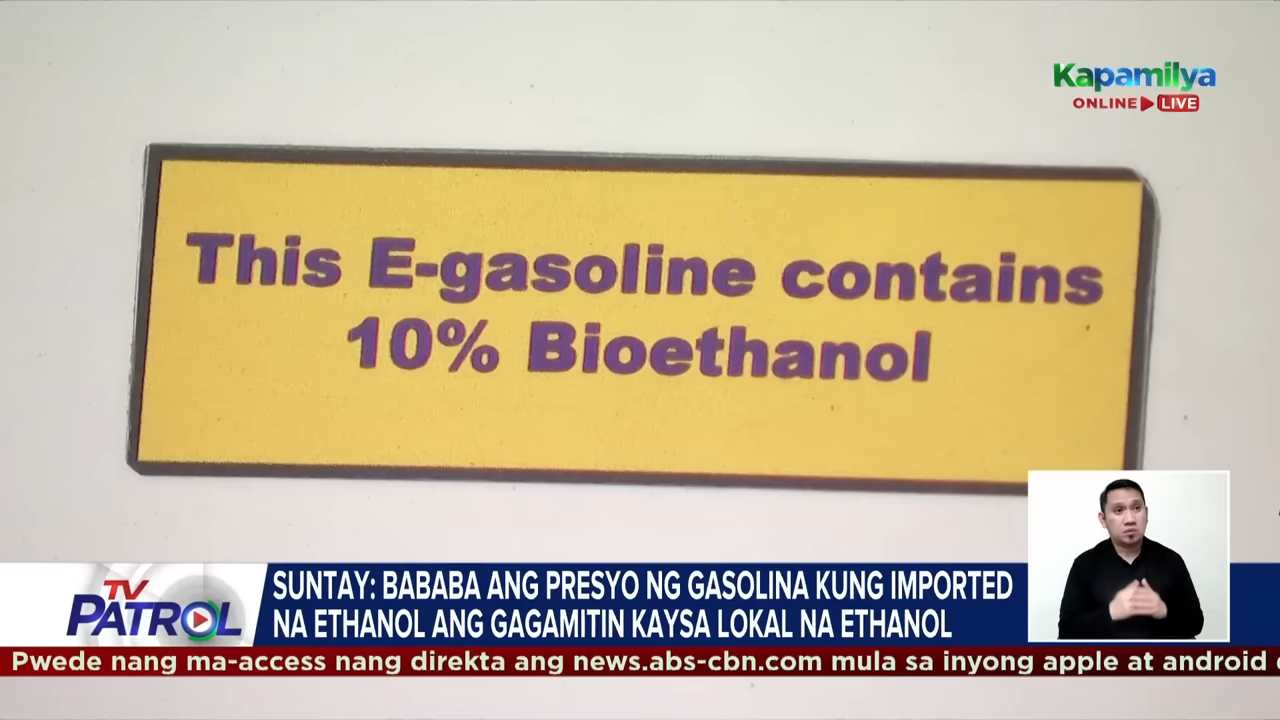 Kapamilya
ONLINE LIVE
This E-gasoline contains
10% Bioethanol
TV
PATROL
SUNTAY: BABABA ANG PRESYO NG GASOLINA KUNG IMPORTED
NA ETHANOL ANG GAGAMITIN KAYSA LOKAL NA ETHANOL
Pwede nang ma-access nang direkta ang news.abs-cbn.com mula sa inyong apple at android